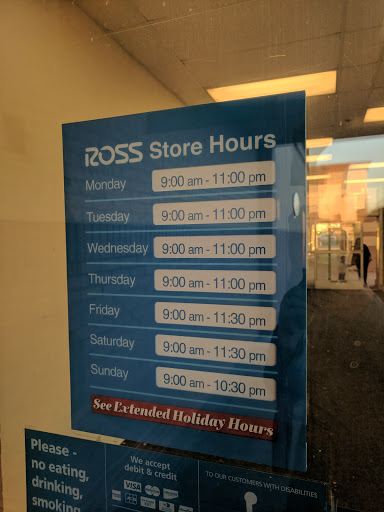 ROSS Store Hours
Monday 9:00 am - 11:00 pm
Tuesday 9:00 am - 11:00 pm
Wednesday 9:00 am - 11:00 pm
Thursday 9:00 am - 11:00 pm
Friday 9:00 am - 11:30 pm
Saturday 9:00 am - 11:30 pm
Sunday 9:00 am - 10:30 pm
See Extended Holiday Hours
Please -
no eating,
drinking,
smoking
We accept
debit & credit
VISA
TO OUR CUSTOMERS WITH DISABILITIES